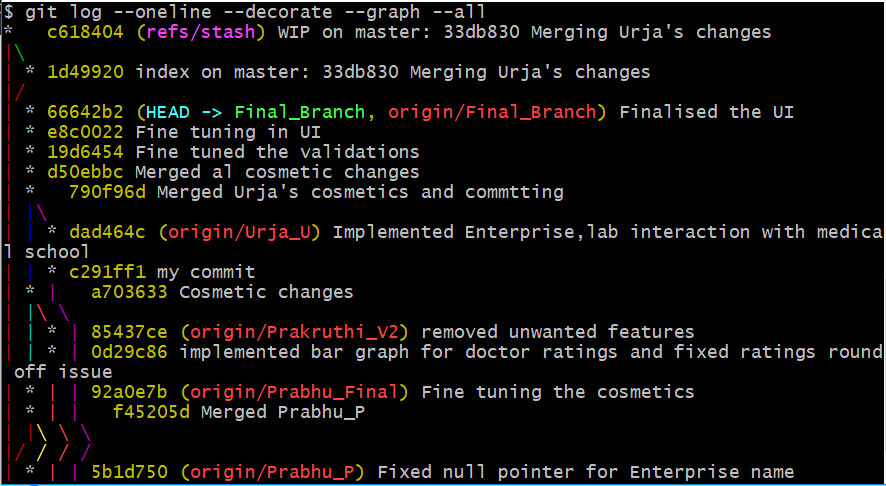 $ git log --oneline --decorate --graph --all
*   c618404 (refs/stash) WIP on master: 33db830 Merging Urja's changes
|\
| * 1d49920 index on master: 33db830 Merging Urja's changes
|/
| * 66642b2 (HEAD -> Final_Branch, origin/Final_Branch) Finalised the UI
| * e8c0022 Fine tuning in UI
| * 19d6454 Fine tuned the validations
| * d50ebbc Merged al cosmetic changes
| *   790f96d Merged Urja's cosmetics and commtting
| |\
| | * dad464c (origin/Urja_U) Implemented Enterprise,lab interaction with medica
l school
| | * c291ff1 my commit
| * |   a703633 Cosmetic changes
| |\ \
| | * | 85437ce (origin/Prakruthi_V2) removed unwanted features
| | * | 0d29c86 implemented bar graph for doctor ratings and fixed ratings round
 off issue
| * | | 92a0e7b (origin/Prabhu_Final) Fine tuning the cosmetics
| * | |   f45205d Merged Prabhu_P
| |\ \ \
|/ / / /
| * | | 5b1d750 (origin/Prabhu_P) Fixed null pointer for Enterprise name